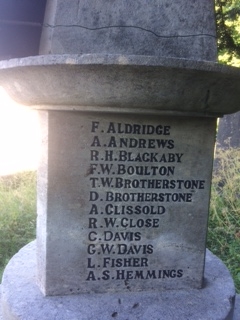 F. ALDRIDGE
A. ANDREWS
R.H. BLACKABY
F.W. BOULTON
T.W. BROTHERSTONE
D. BROTHERSTONE
A. CLISSOLD
R.W. CLOSE
C. DAVIS
G.W. DAVIS
L. FISHER
A.S. HEMMINGS